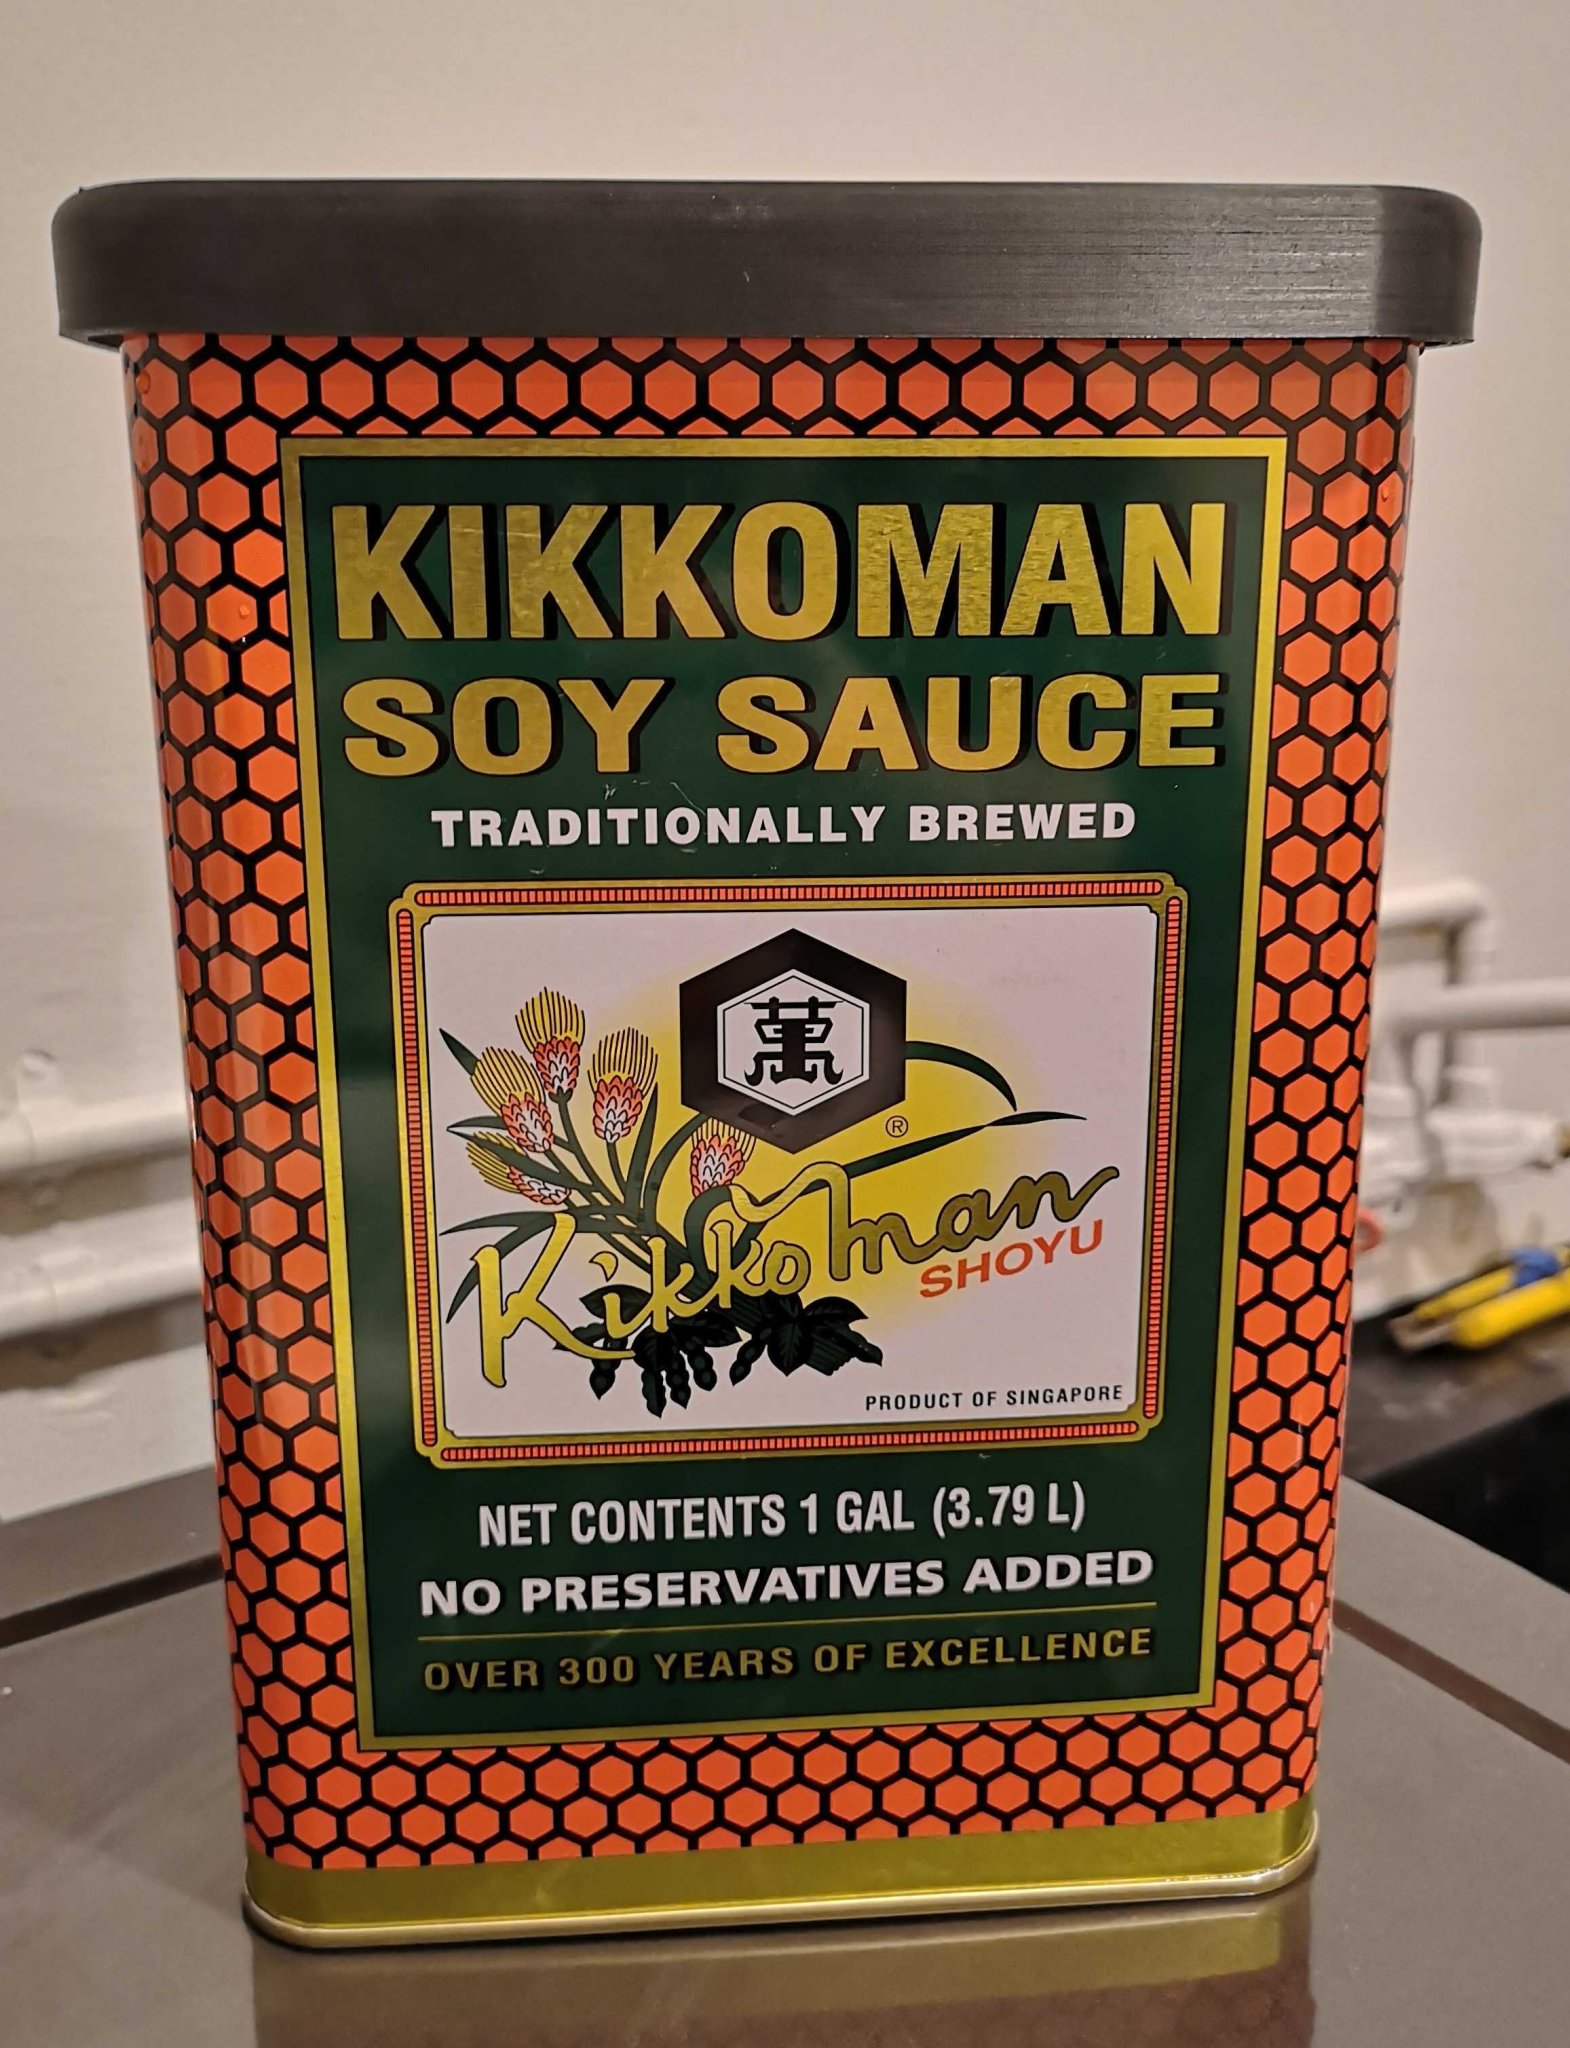 KIKKOMAN
SOY SAUCE
TRADITIONALLY BREWED
萬
®
Kikkoman
SHOYU
PRODUCT OF SINGAPORE
NET CONTENTS 1 GAL (3.79 L)
NO PRESERVATIVES ADDED
OVER 300 YEARS OF EXCELLENCE